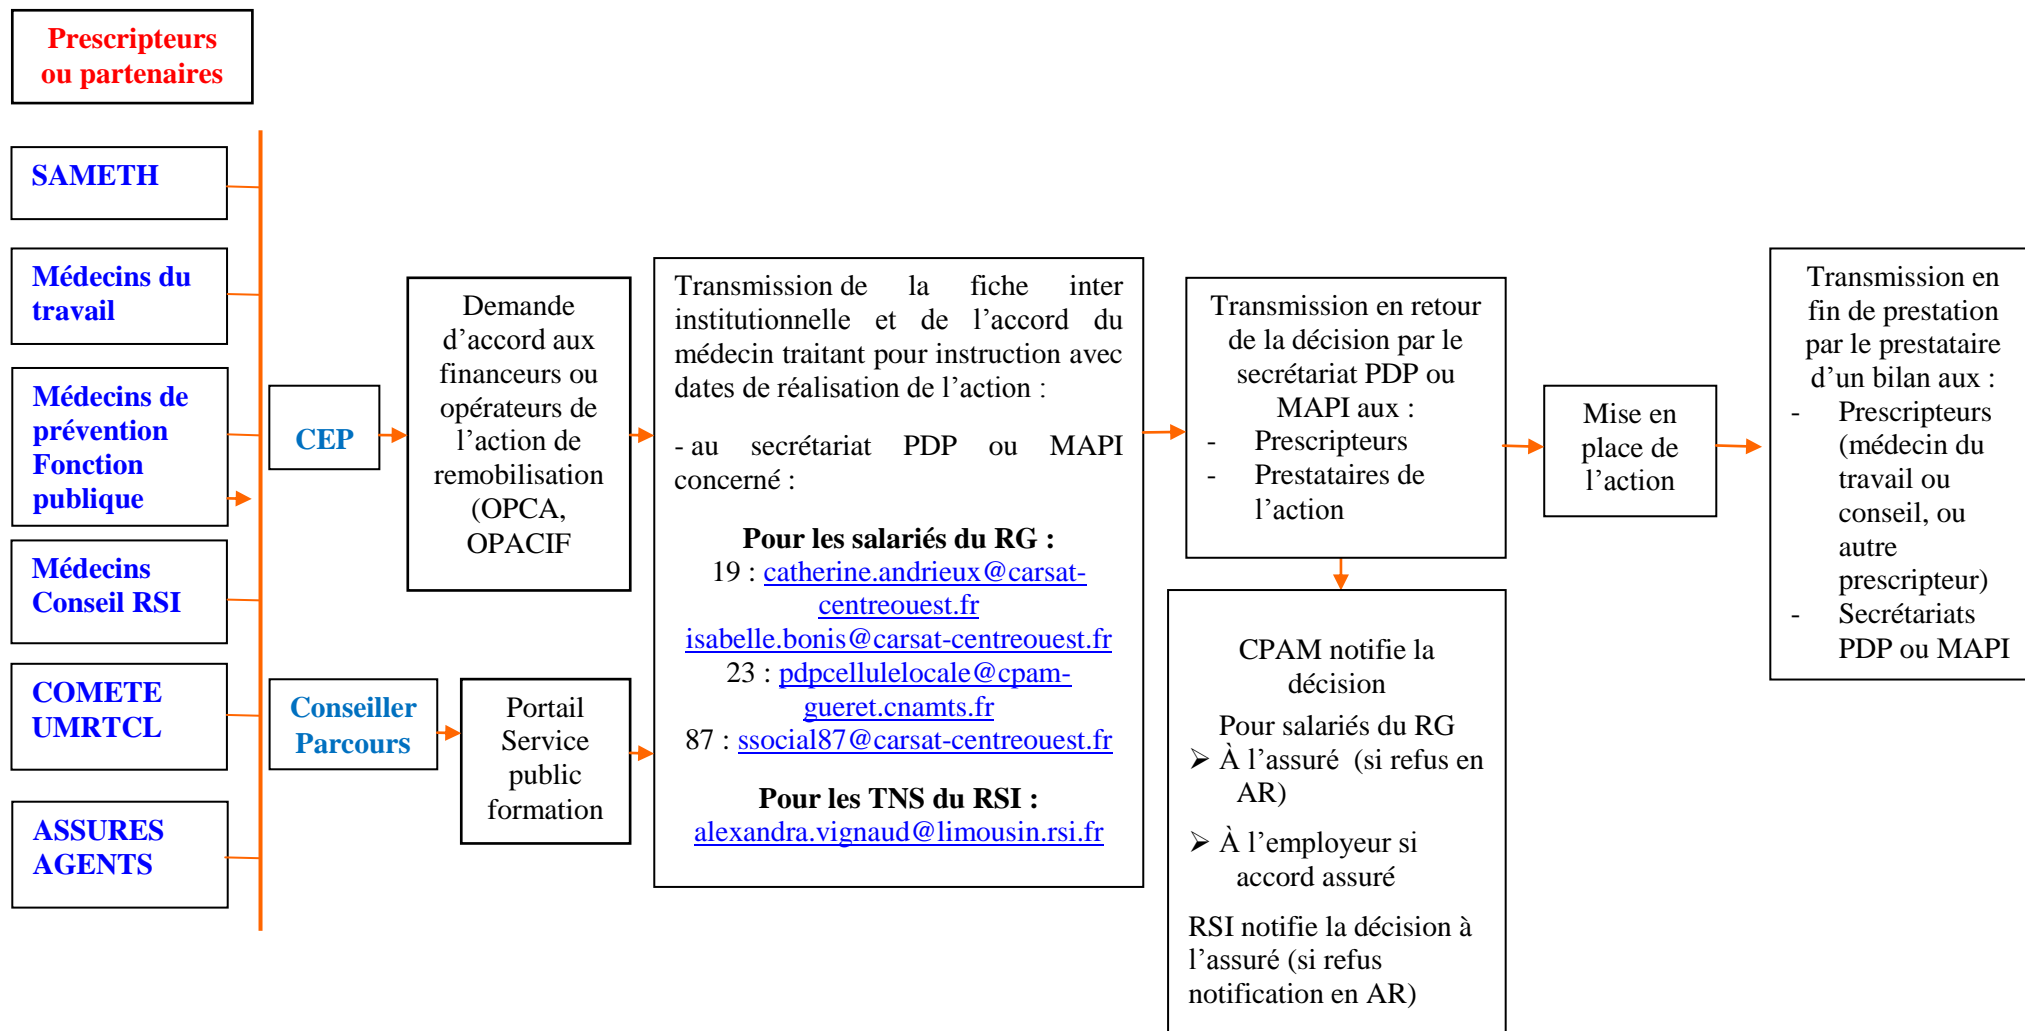 Prescripteurs
ou partenaires
SAMETH
Médecins du
travail
Médecins de
prévention
Fonction
publique
Médecins
Conseil RSI
COMETE
UMRTCL
ASSURES
AGENTS
CEP
Conseiller
Parcours
Demande
d’accord aux
financeurs ou
opérateurs de
l’action de
remobilisation
(OPCA,
OPACIF
Portail
Service
public
formation
Transmission de la fiche inter
institutionnelle et de l’accord du
médecin traitant pour instruction avec
dates de réalisation de l’action :
- au secrétariat PDP ou MAPI
concerné :
Pour les salariés du RG :
19 : catherine.andrieux@carsat-
centreouest.fr
isabelle.bonis@carsat-centreouest.fr
23 : pdpcellulelocale@cpam-
gueret.cnamts.fr
87 : ssocial87@carsat-centreouest.fr
Pour les TNS du RSI :
alexandra.vignaud@limousin.rsi.fr
Transmission en retour
de la décision par le
secrétariat PDP ou
MAPI aux :
- Prescripteurs
- Prestataires de
l’action
CPAM notifie la
décision
Pour salariés du RG
➢ À l’assuré (si refus en
AR)
➢ À l’employeur si
accord assuré
RSI notifie la décision à
l’assuré (si refus
notification en AR)
Mise en
place de
l’action
Transmission en
fin de prestation
par le prestataire
d’un bilan aux :
- Prescripteurs
(médecin du
travail ou
conseil, ou
autre
prescripteur)
- Secrétariats
PDP ou MAPI